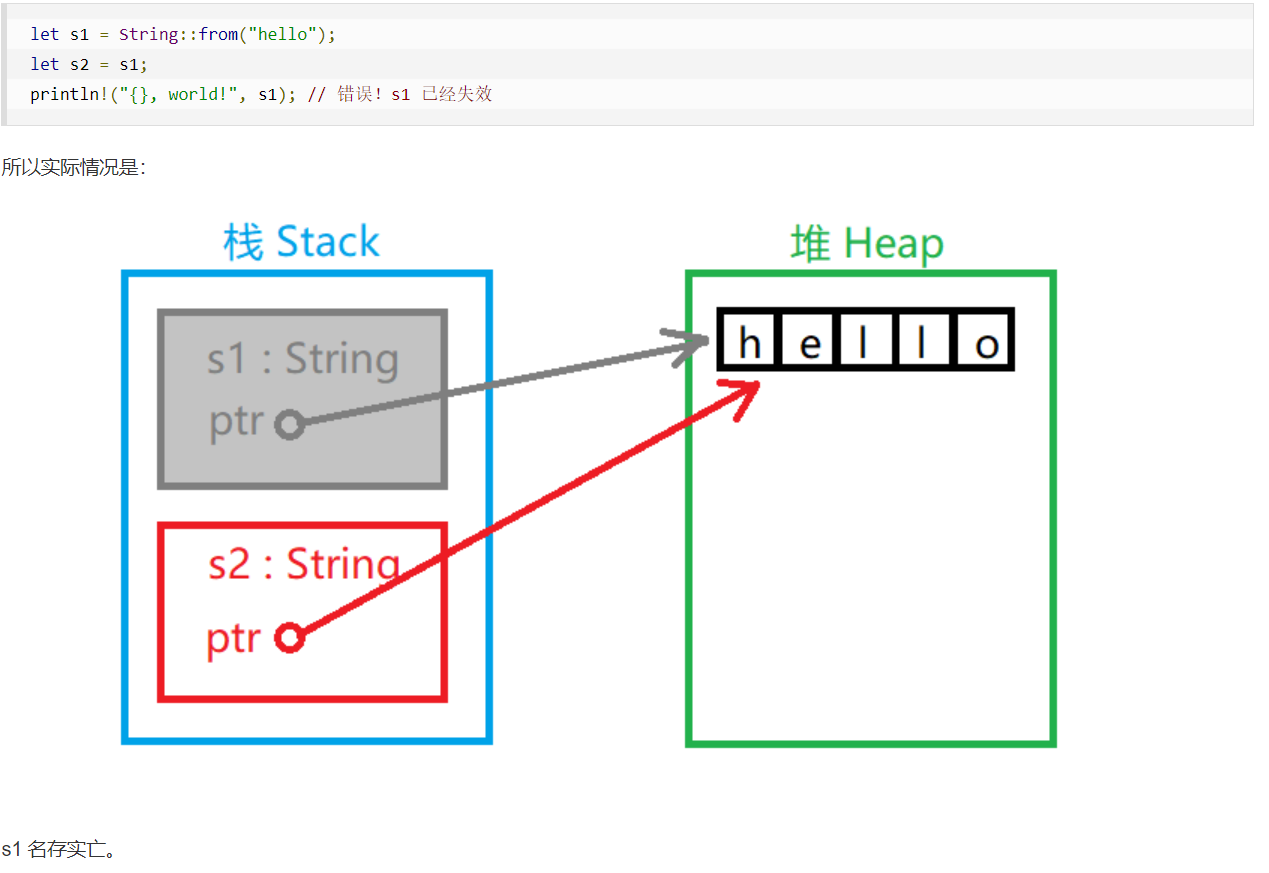 let s1 = String::from("hello");
let s2 = s1;
println!("{}, world!", s1); // 错误！s1 已经失效
所以实际情况是：
栈 Stack
堆 Heap
s1 : String
ptr
h e l l o
s2 : String
ptr
s1 名存实亡。